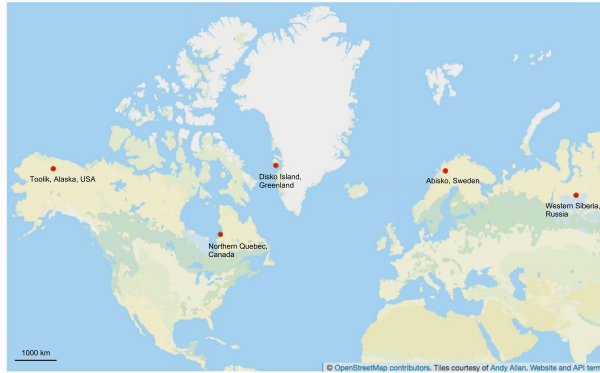 Toolik, Alaska, USA
Disko Island,
Greenland
Abisko, Sweden
Western Siberia,
Russia
Northern Quebec,
Canada
1000 km
© OpenStreetMap contributors. Tiles courtesy of Andy Allan. Website and API term